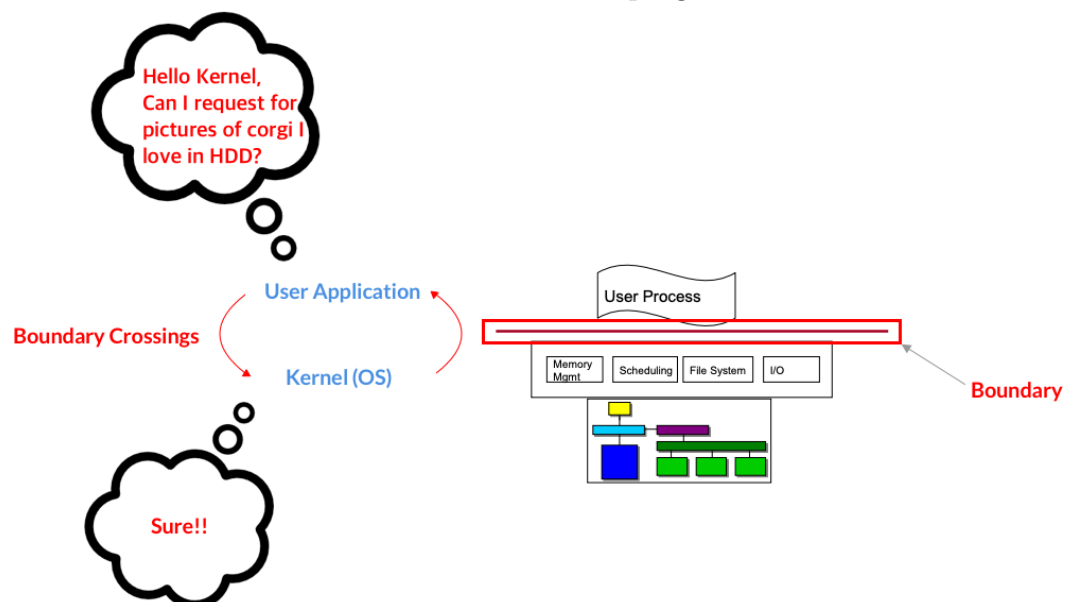 Hello Kernel,
Can I request for
pictures of corgi I
love in HDD?
User Application
Boundary Crossings
Kernel (OS)
Sure!!
User Process
Memory
Mgmt
Scheduling
File System
I/O
Boundary